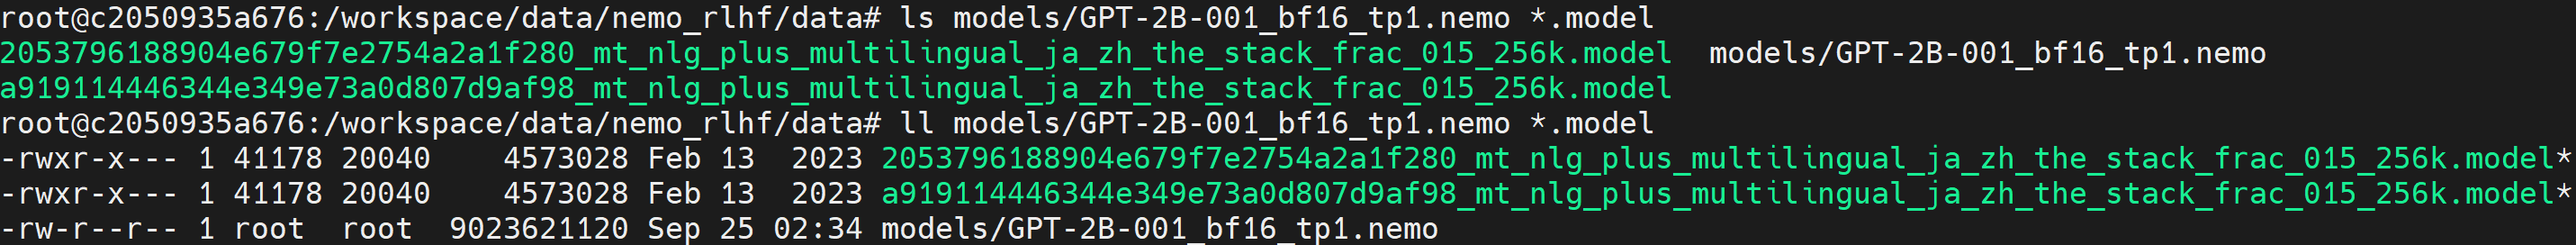 root@c2050935a676:/workspace/data/nemo_rlhf/data# ls models/GPT-2B-001_bf16_tp1.nemo *.model
2053796188904e679f7e2754a2a1f280_mt_nlg_plus_multilingual_ja_zh_the_stack_frac_015_256k.model  models/GPT-2B-001_bf16_tp1.nemo
a919114446344e349e73a0d807d9af98_mt_nlg_plus_multilingual_ja_zh_the_stack_frac_015_256k.model
root@c2050935a676:/workspace/data/nemo_rlhf/data# ll models/GPT-2B-001_bf16_tp1.nemo *.model
-rwxr-x--- 1 41178 20040    4573028 Feb 13  2023 2053796188904e679f7e2754a2a1f280_mt_nlg_plus_multilingual_ja_zh_the_stack_frac_015_256k.model*
-rwxr-x--- 1 41178 20040    4573028 Feb 13  2023 a919114446344e349e73a0d807d9af98_mt_nlg_plus_multilingual_ja_zh_the_stack_frac_015_256k.model*
-rw-r--r-- 1 root  root  9023621120 Sep 25 02:34 models/GPT-2B-001_bf16_tp1.nemo